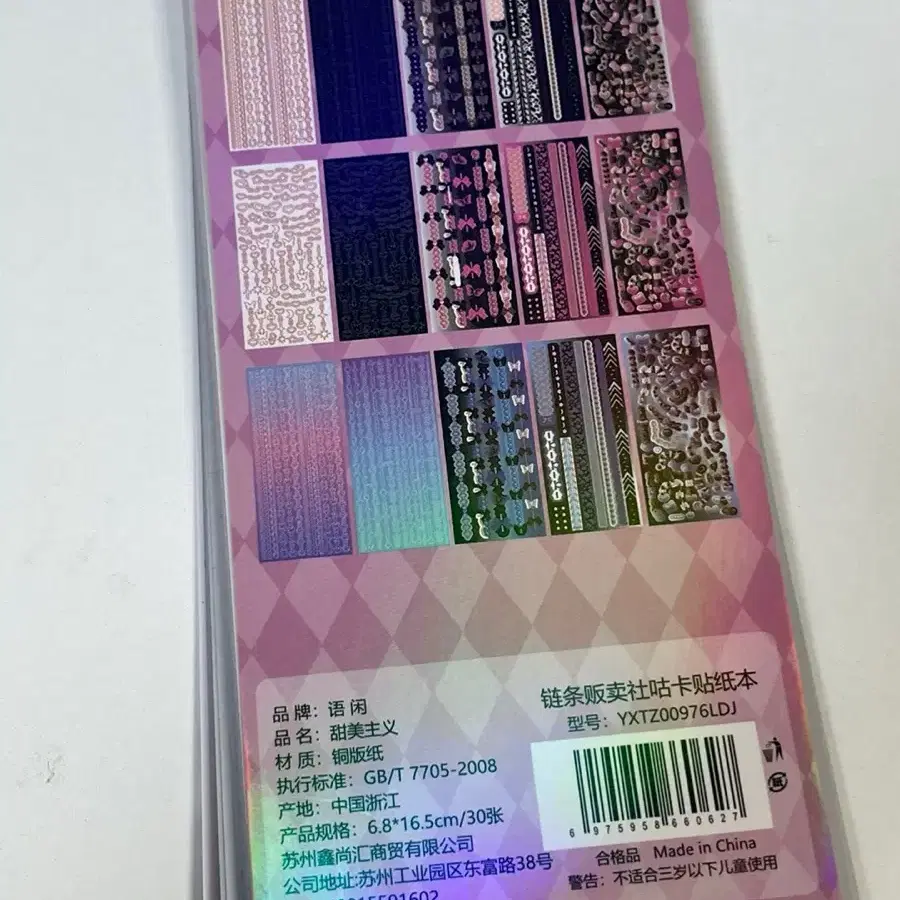 链条贩卖社咕卡贴纸本
型号：YXTZ00976LDJ
品 牌：语 闲
品 名：甜美主义
材 质：铜版纸
执行标准：GB/T 7705-2008
产地：中国浙江
产品规格：6.8*16.5cm/30张
苏州鑫尚汇商贸有限公司
公司地址:苏州工业园区东富路38号
6 975958 660627
合格品 Made in China
警告：不适合三岁以下儿童使用